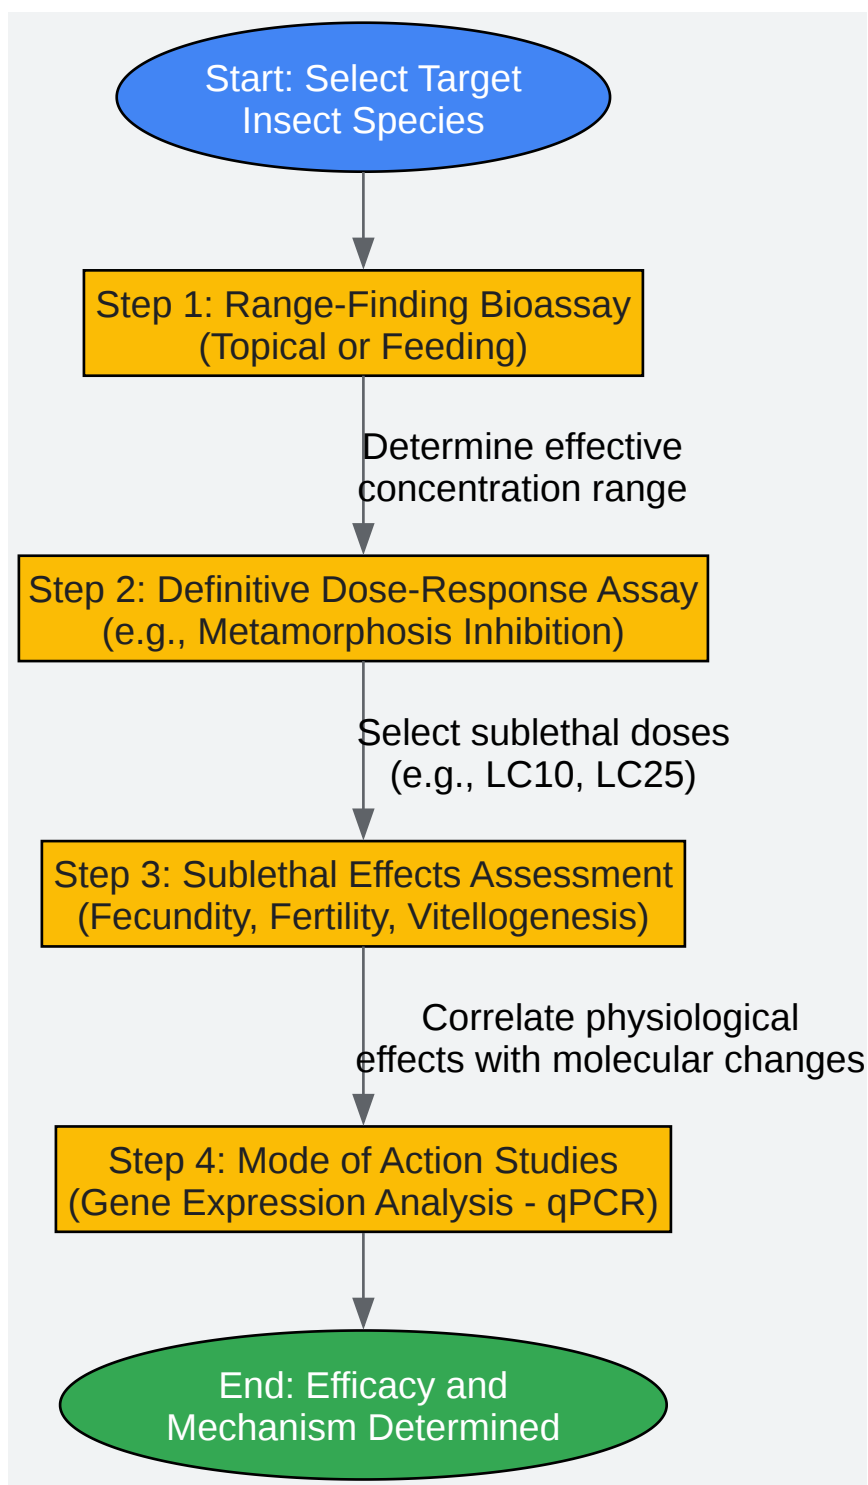 Start: Select Target
Insect Species
Step 1: Range-Finding Bioassay
(Topical or Feeding)
Determine effective
concentration range
Step 2: Definitive Dose-Response Assay
(e.g., Metamorphosis Inhibition)
Select sublethal doses
(e.g., LC10, LC25)
Step 3: Sublethal Effects Assessment
(Fecundity, Fertility, Vitellogenesis)
Correlate physiological
effects with molecular changes
Step 4: Mode of Action Studies
(Gene Expression Analysis - qPCR)
End: Efficacy and
Mechanism Determined